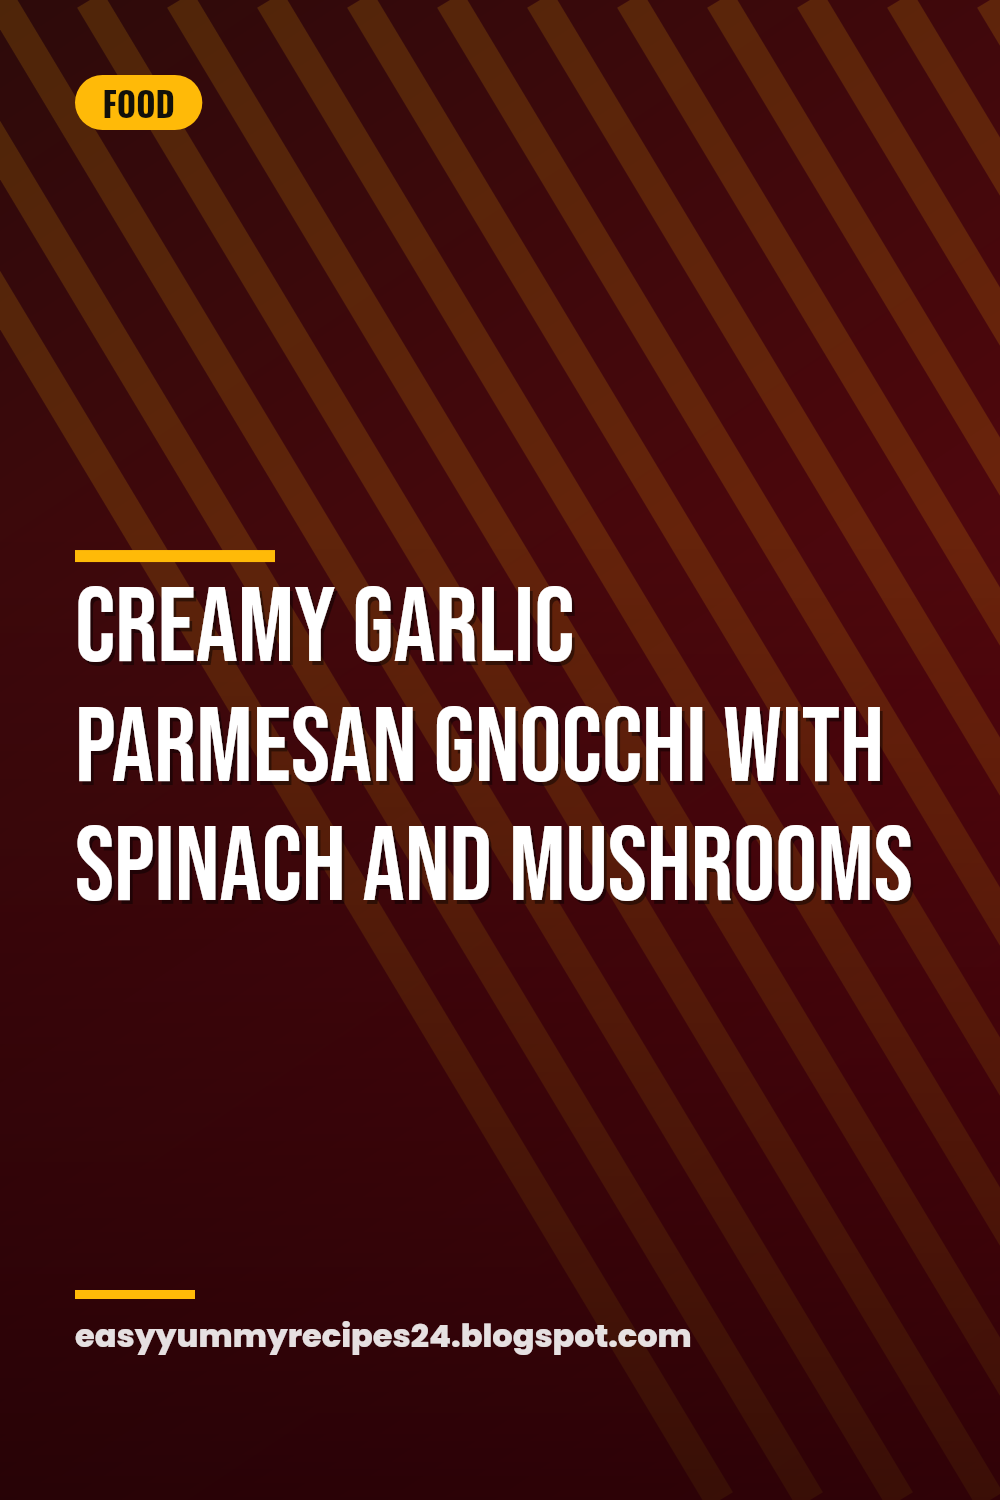 FOOD
CREAMY GARLIC
PARMESAN GNOCCHI WITH
SPINACH AND MUSHROOMS
easyyummyrecipes24.blogspot.com